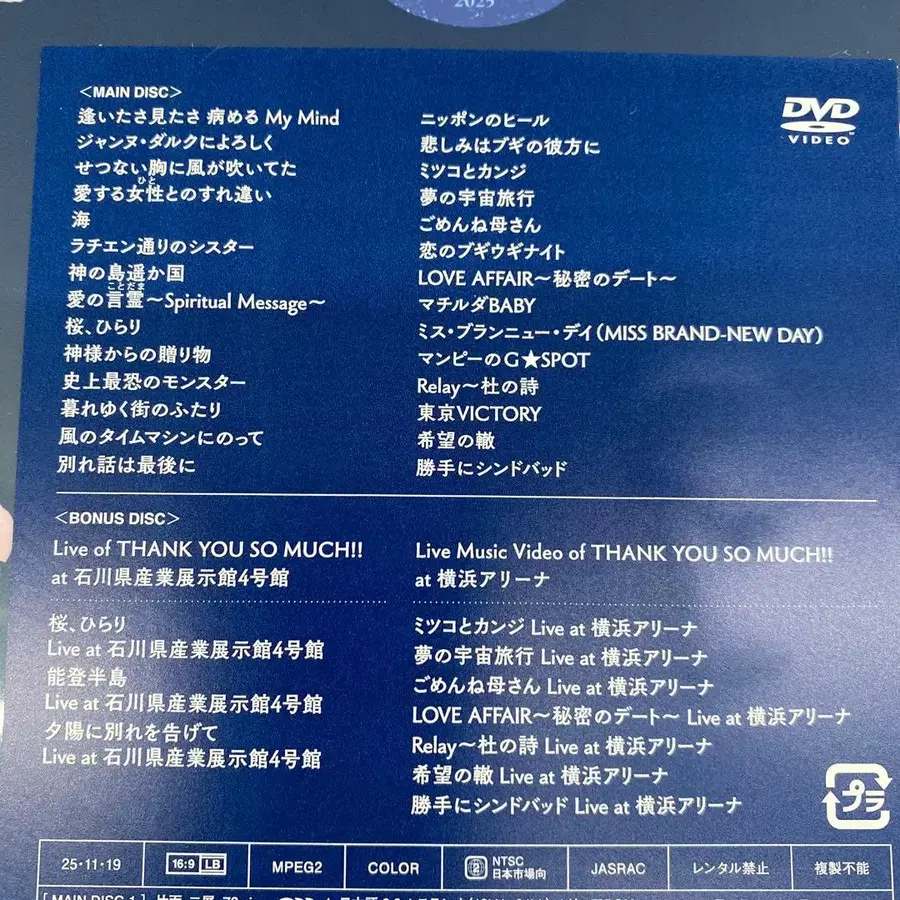 2025
<MAIN DISC>
逢いたさ見たさ 病める My Mind
ジャンヌ・ダルクによろしく
せつない胸に風が吹いてた
ひと
愛する女性とのすれ違い
海
ラチエン通りのシスター
神の島遥か国
ことだま
愛の言霊〜Spiritual Message〜
桜、ひらり
神様からの贈り物
史上最恐のモンスター
暮れゆく街のふたり
風のタイムマシンにのって
別れ話は最後に
ニッポンのヒール
悲しみはブギの彼方に
ミツコとカンジ
夢の宇宙旅行
ごめんね母さん
恋のブギウギナイト
LOVE AFFAIR〜秘密のデート〜
マチルダBABY
ミス・ブランニュー・デイ(MISS BRAND-NEW DAY)
マンピーのG★SPOT
Relay〜杜の詩
東京VICTORY
希望の轍
勝手にシンドバッド
DVD
VIDEO
<BONUS DISC>
Live of THANK YOU SO MUCH!!
at 石川県産業展示館4号館
桜、ひらり
Live at 石川県産業展示館4号館
能登半島
Live at 石川県産業展示館4号館
夕陽に別れを告げて
Live at 石川県産業展示館4号館
Live Music Video of THANK YOU SO MUCH!!
at 横浜アリーナ
ミツコとカンジ Live at 横浜アリーナ
夢の宇宙旅行 Live at 横浜アリーナ
ごめんね母さん Live at 横浜アリーナ
LOVE AFFAIR〜秘密のデート〜 Live at 横浜アリーナ
Relay〜杜の詩 Live at 横浜アリーナ
希望の轍 Live at 横浜アリーナ
勝手にシンドバッド Live at 横浜アリーナ
プラ
25・11・19
16:9 LB
MPEG2
COLOR
2
NTSC
日本市場向
JASRAC
レンタル禁止
複製不能
[MAIN DISC 1]